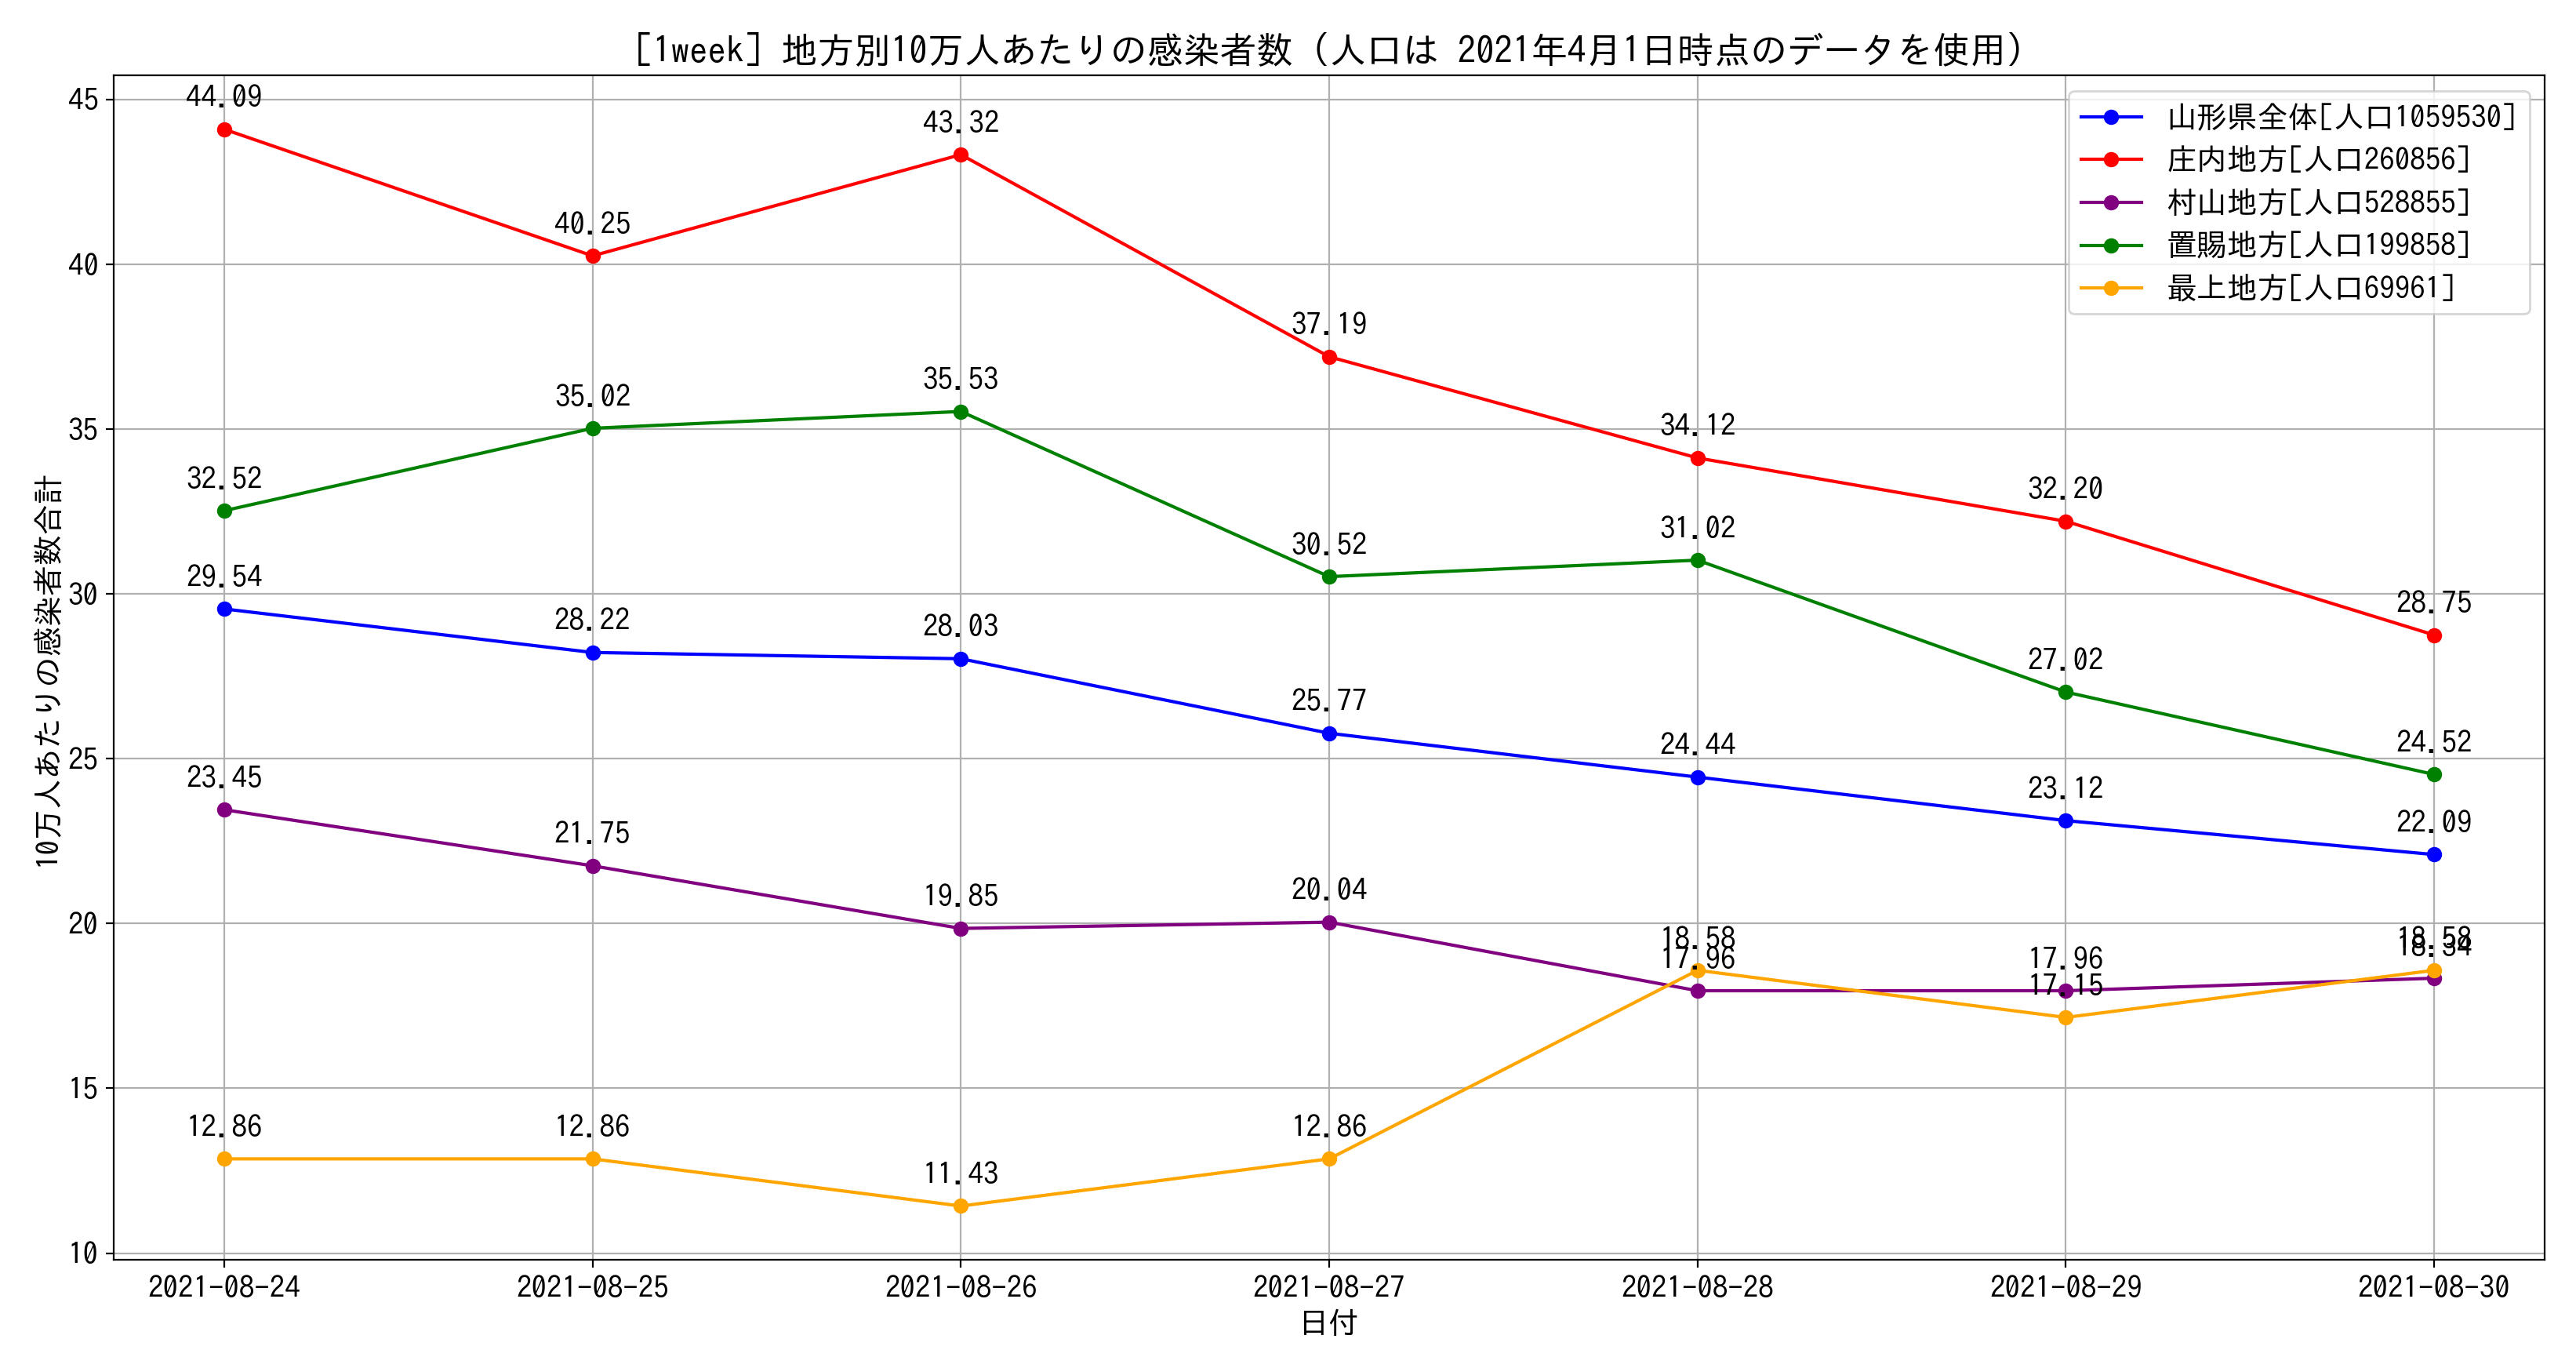 [1week] 地方別10万人あたりの感染者数 (人口は 2021年4月1日時点のデータを使用)
山形県全体[人口1059530]
庄内地方[人口260856]
村山地方[人口528855]
置賜地方[人口199858]
最上地方[人口69961]
10万人あたりの感染者数合計
45
40
35
30
25
20
15
10
44.09 40.25 43.32 37.19 34.12 32.20 28.75
32.52 35.02 35.53 30.52 31.02 27.02 24.52
29.54 28.22 28.03 25.77 24.44 23.12 22.09
23.45 21.75 19.85 20.04 17.96 17.96 18.34
12.86 12.86 11.43 12.86 18.58 17.15 18.58
2021-08-24 2021-08-25 2021-08-26 2021-08-27 2021-08-28 2021-08-29 2021-08-30
日付